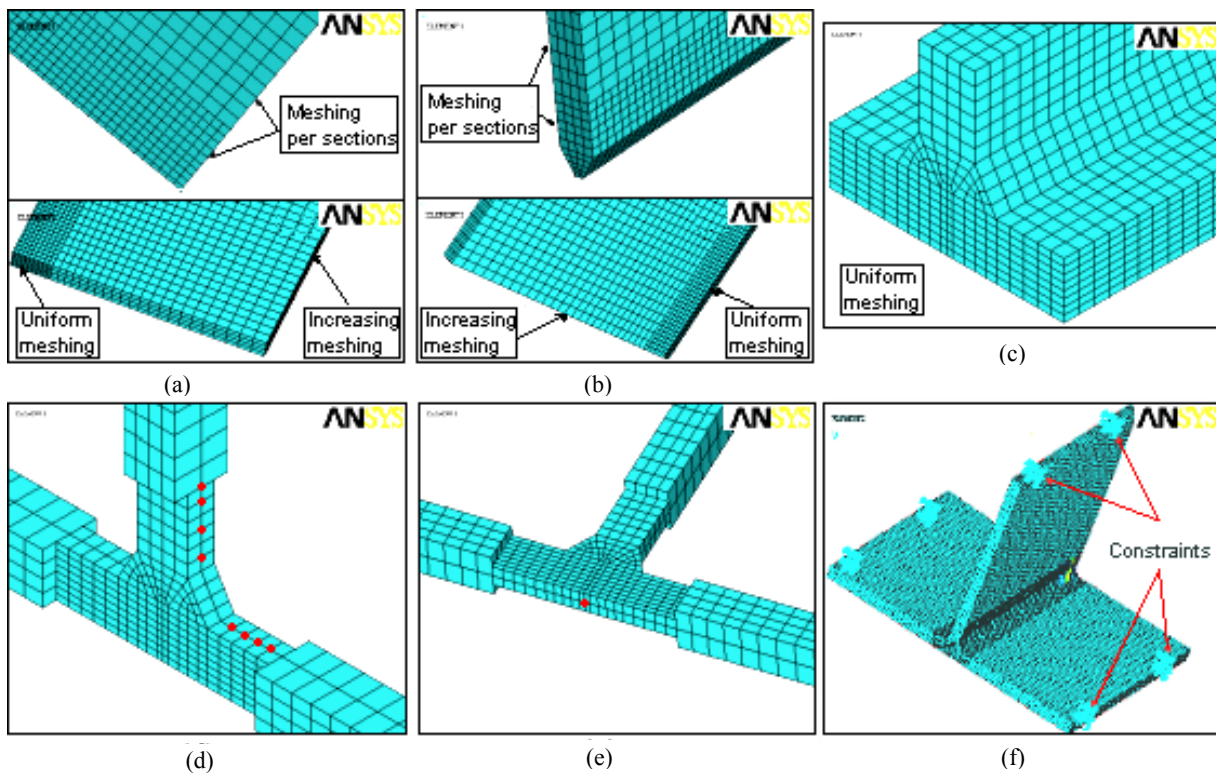 ANSYS
Meshing
per sections
ANSYS
Uniform
meshing
Increasing
meshing
(a)
ANSYS
Meshing
per sections
ANSYS
Increasing
meshing
Uniform
meshing
(b)
ANSYS
Uniform
meshing
(c)
ANSYS
(d)
ANSYS
(e)
ANSYS
Constraints
(f)